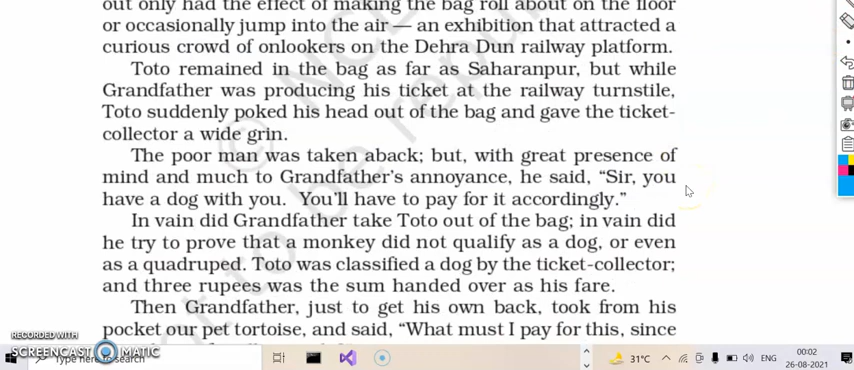 out only had the effect of making the bag roll about on the floor
or occasionally jump into the air — an exhibition that attracted a
curious crowd of onlookers on the Dehra Dun railway platform.
Toto remained in the bag as far as Saharanpur, but while
Grandfather was producing his ticket at the railway turnstile,
Toto suddenly poked his head out of the bag and gave the ticket-
collector a wide grin.
The poor man was taken aback; but, with great presence of
mind and much to Grandfather's annoyance, he said, “Sir, you
have a dog with you. You'll have to pay for it accordingly.”
In vain did Grandfather take Toto out of the bag; in vain did
he try to prove that a monkey did not qualify as a dog, or even
as a quadruped. Toto was classified a dog by the ticket-collector;
and three rupees was the sum handed over as his fare.
Then Grandfather, just to get his own back, took from his
pocket our pet tortoise, and said, “What must I pay for this, since
RECORDED WITH
SCREENCAST MATIC
Type here to search
31°C
ENG
00:02
26-08-2021